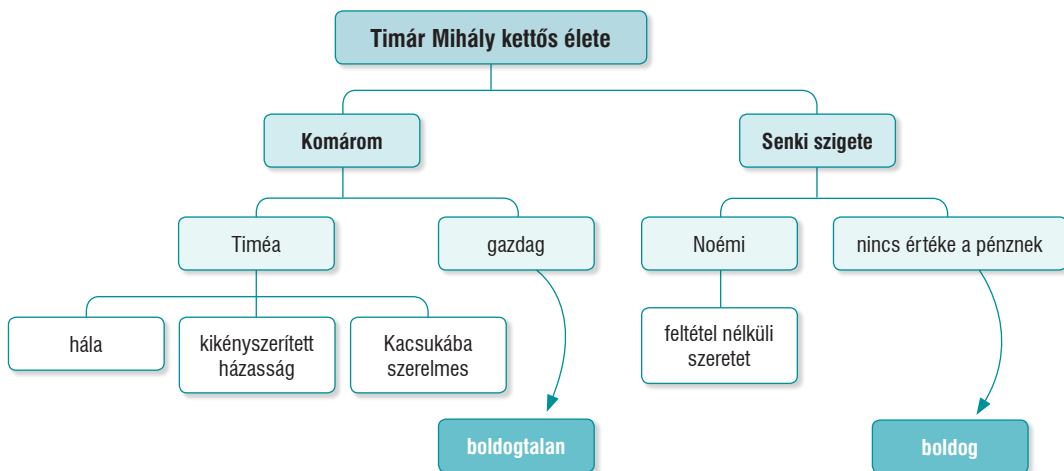 Timár Mihály kettős élete
Komárom
Senki szigete
Timéa
gazdag
Noémi
nincs értéke a pénznek
hála
kikényszerített
házasság
Kacsukába
szerelmes
feltétel nélküli
szeretet
boldogtalan
boldog